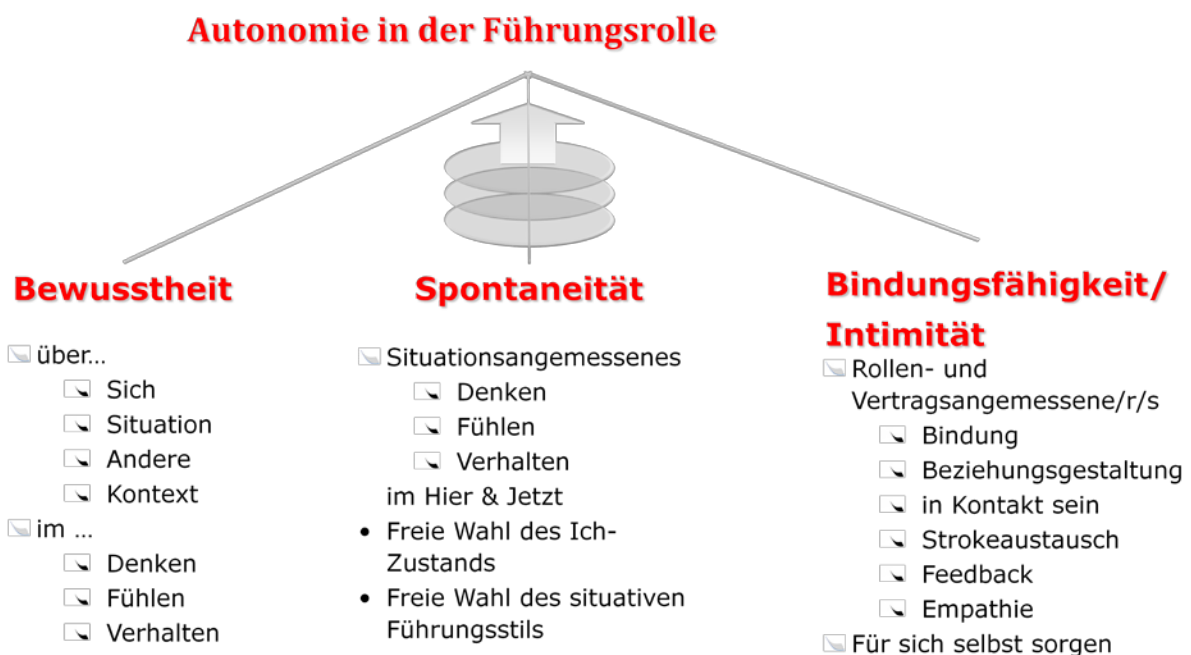 Autonomie in der Führungsrolle
Bewusstheit
über...
Sich
Situation
Andere
Kontext
im ...
Denken
Fühlen
Verhalten
Spontaneität
Situationsangemessenes
Denken
Fühlen
Verhalten
im Hier & Jetzt
• Freie Wahl des Ich-
Zustands
• Freie Wahl des situativen
Führungsstils
Bindungsfähigkeit/
Intimität
Rollen- und
Vertragsangemessene/r/s
Bindung
Beziehungsgestaltung
in Kontakt sein
Strokeaustausch
Feedback
Empathie
Für sich selbst sorgen